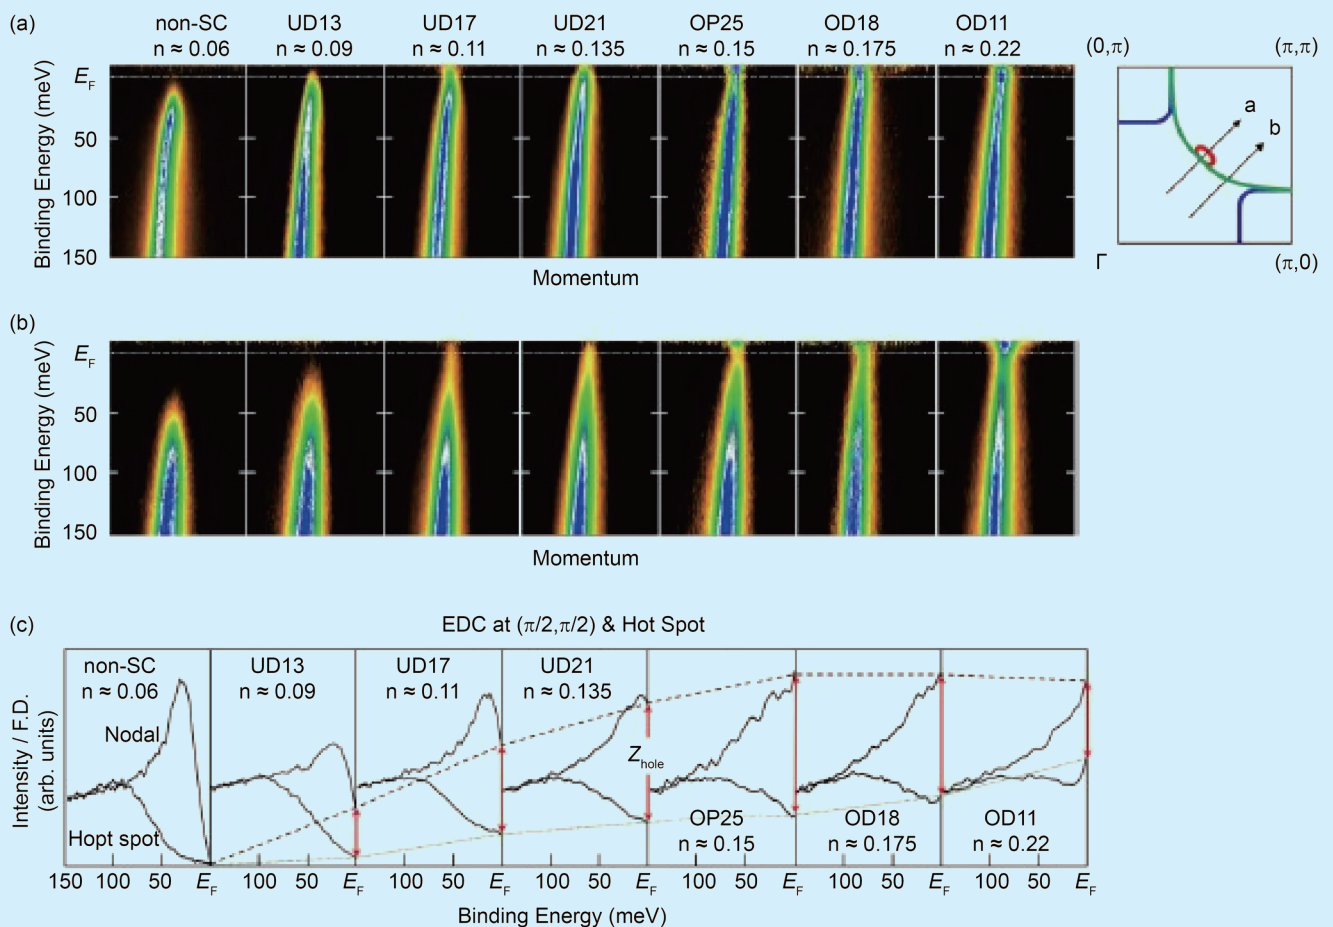 (a)
non-SC UD13 UD17 UD21 OP25 OD18 OD11
n ≈ 0.06 n ≈ 0.09 n ≈ 0.11 n ≈ 0.135 n ≈ 0.15 n ≈ 0.175 n ≈ 0.22
Binding Energy (meV)
E_F
50
100
150
Momentum
(0,π) (π,π)
a
b
Γ (π,0)
(b)
Binding Energy (meV)
E_F
50
100
150
Momentum
(c) EDC at (π/2,π/2) & Hot Spot
Intensity / F.D.
(arb. units)
non-SC
n ≈ 0.06
Nodal
Hopt spot
UD13
n ≈ 0.09
UD17
n ≈ 0.11
UD21
n ≈ 0.135
Z_hole
OP25
n ≈ 0.15
OD18
n ≈ 0.175
OD11
n ≈ 0.22
150 100 50 E_F 100 50 E_F 100 50 E_F 100 50 E_F 100 50 E_F 100 50 E_F 100 50 E_F
Binding Energy (meV)